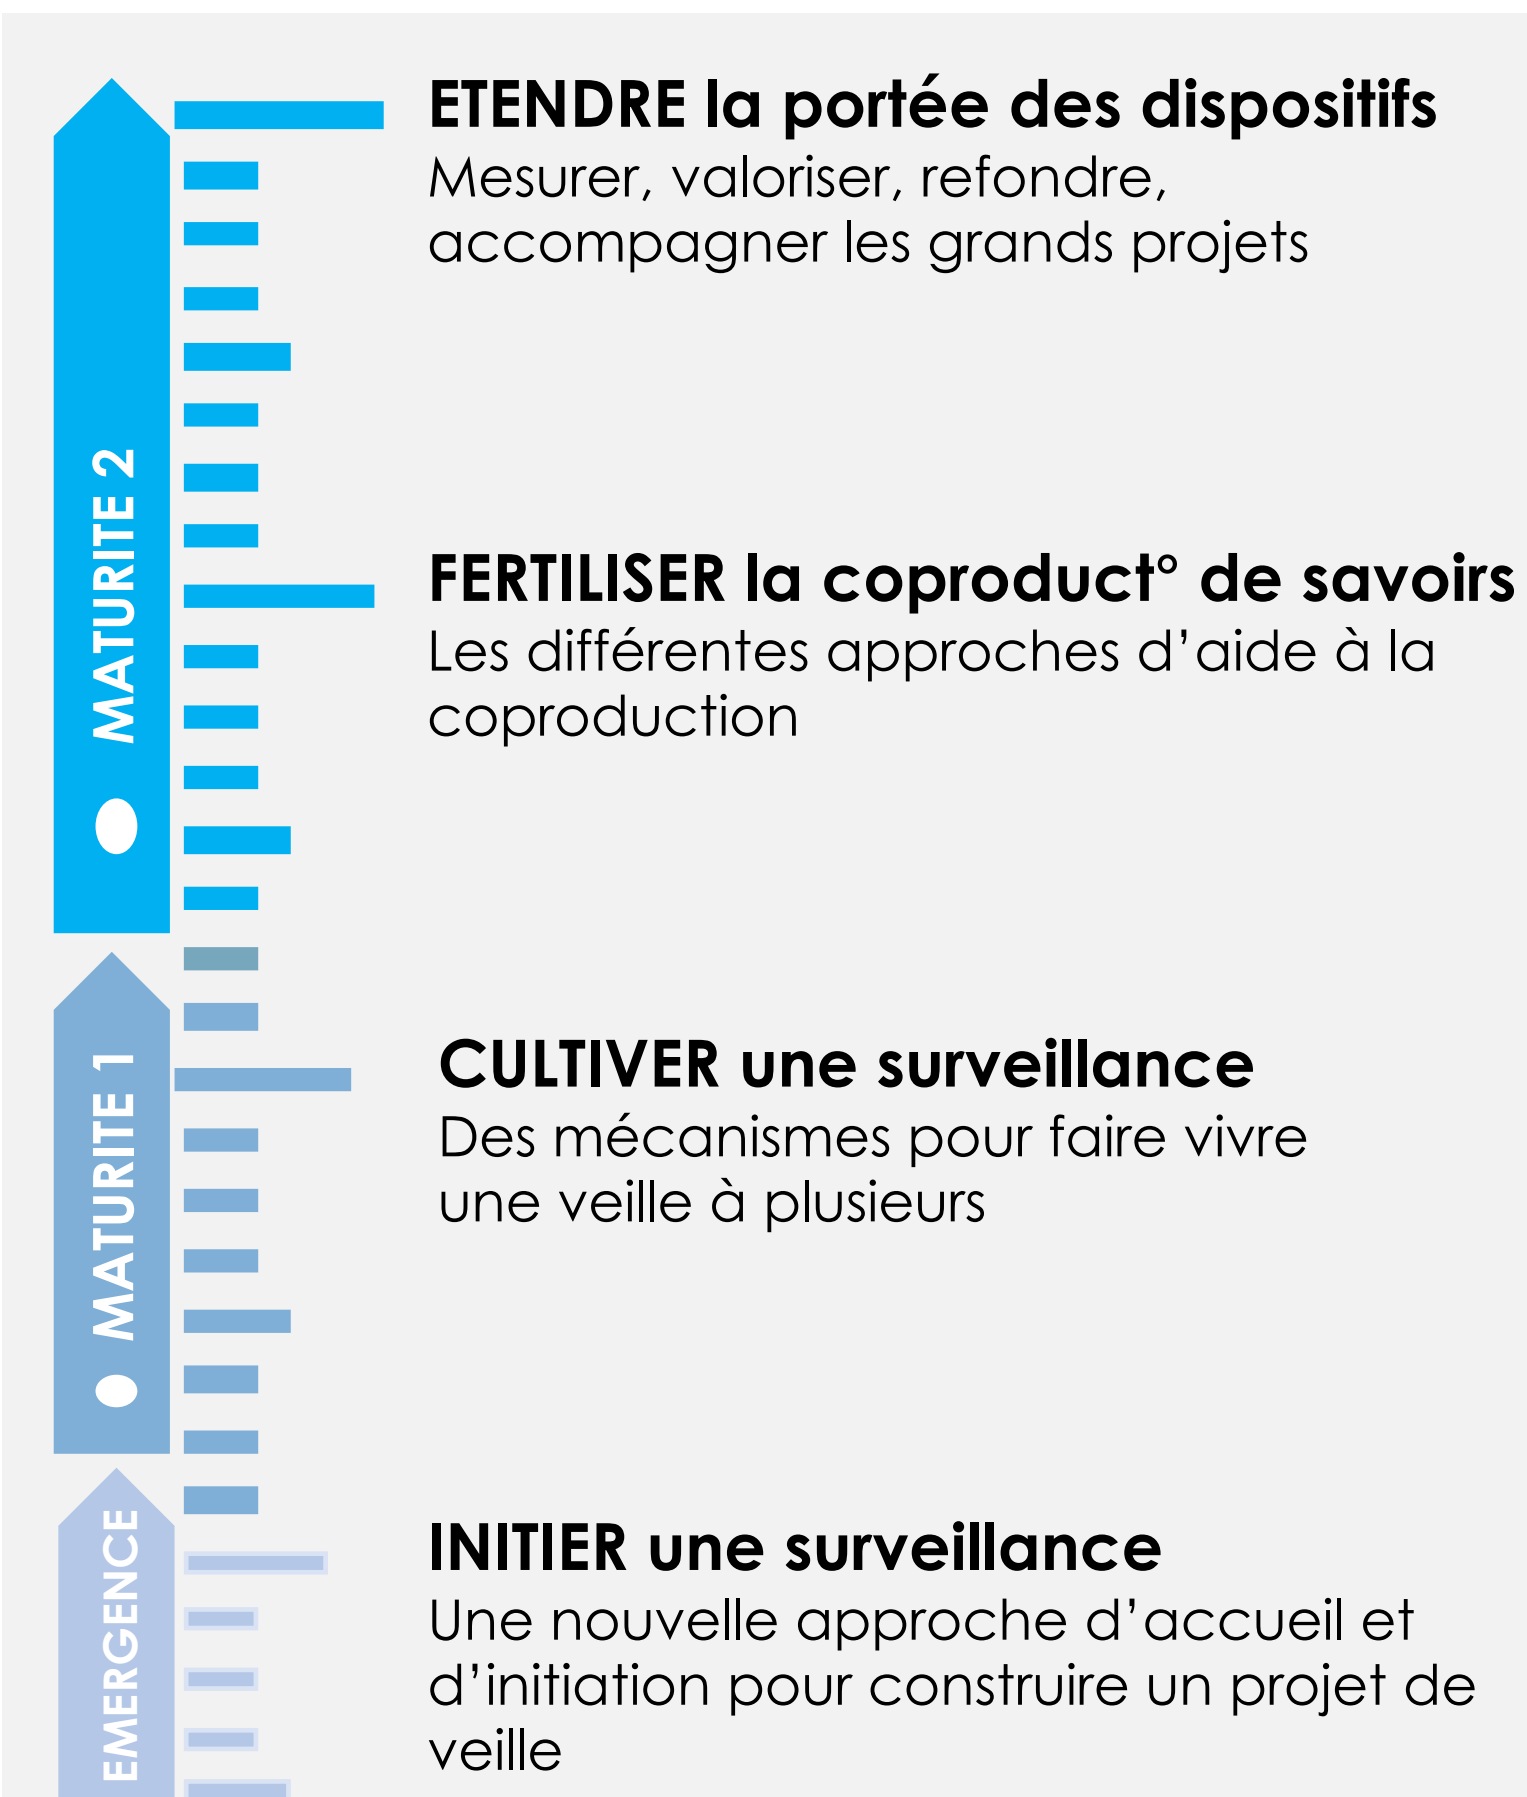 ETENDRE la portée des dispositifs
Mesurer, valoriser, refondre,
accompagner les grands projets
MATURITE 2
FERTILISER la coproduct° de savoirs
Les différentes approches d’aide à la
coproduction
MATURITE 1
CULTIVER une surveillance
Des mécanismes pour faire vivre
une veille à plusieurs
EMERGENCE
INITIER une surveillance
Une nouvelle approche d’accueil et
d’initiation pour construire un projet de
veille